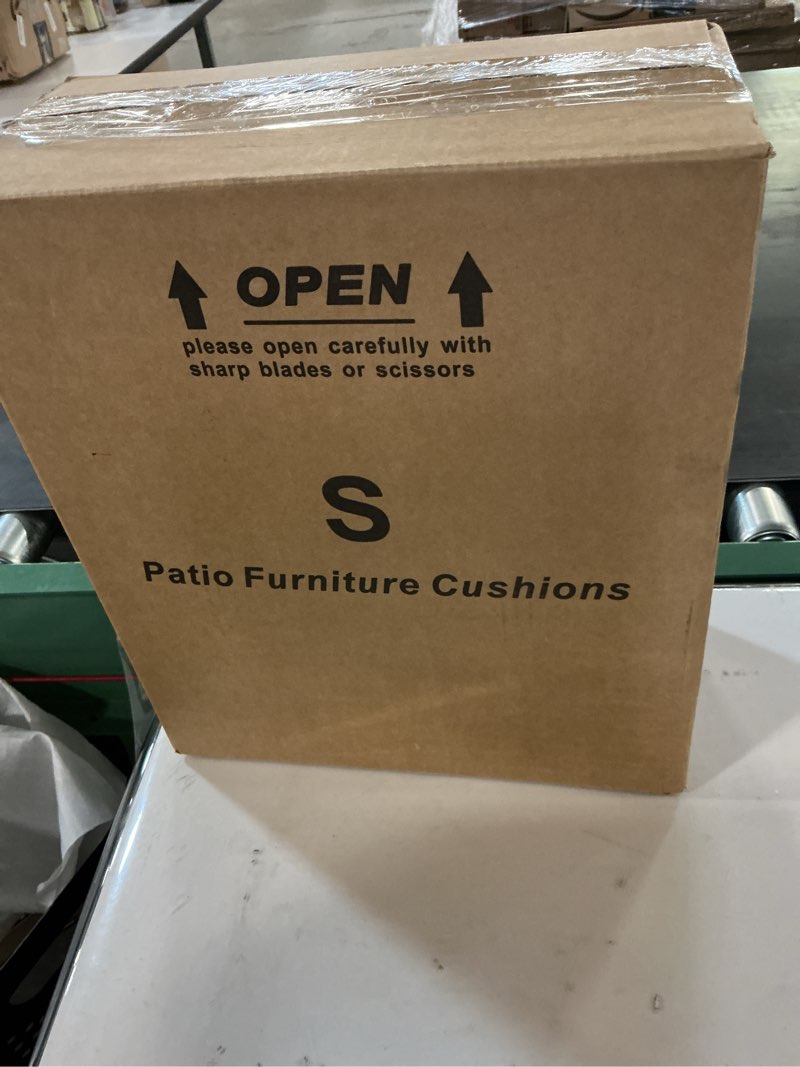 OPEN
please open carefully with
sharp blades or scissors
S
Patio Furniture Cushions